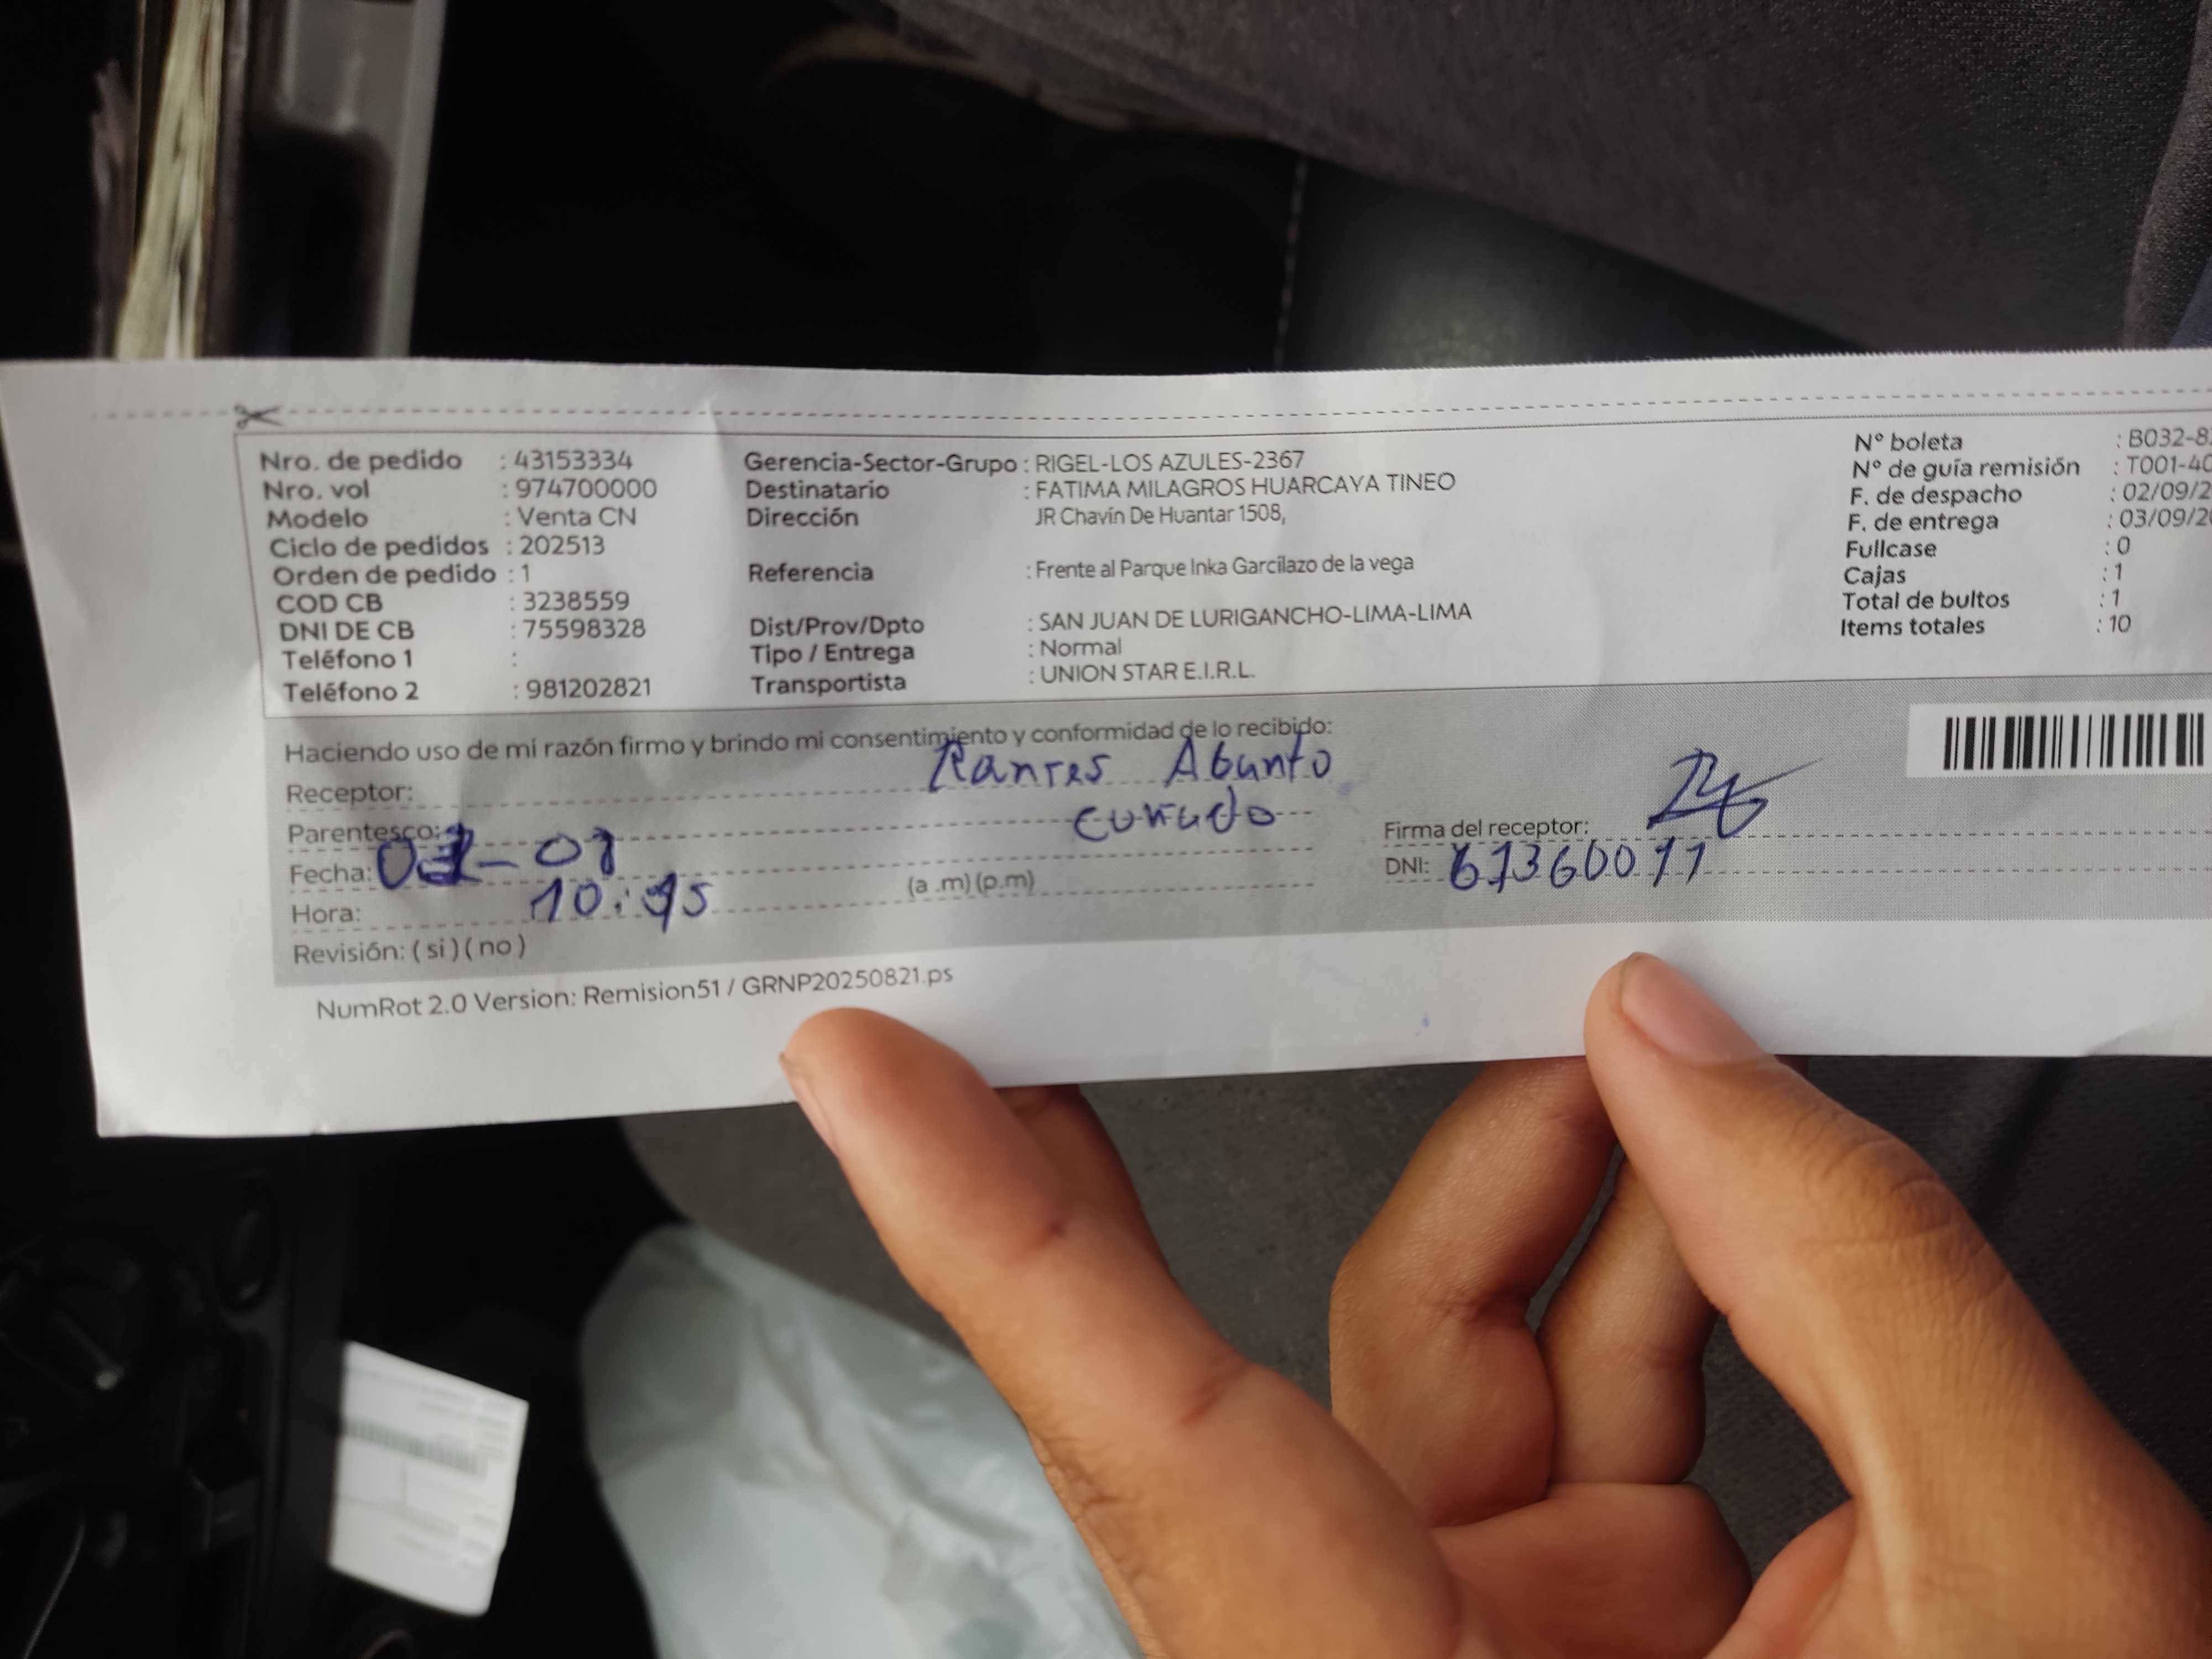 Nro. de pedido : 43153334
Nro. vol : 974700000
Modelo : Venta CN
Ciclo de pedidos : 202513
Orden de pedido : 1
COD CB : 3238559
DNI DE CB : 75598328
Teléfono 1 :
Teléfono 2 : 981202821
Gerencia-Sector-Grupo : RIGEL-LOS AZULES-2367
Destinatario : FATIMA MILAGROS HUARCAYA TINEO
Dirección JR Chavín De Huantar 1508,
Referencia : Frente al Parque Inka Garcilazo de la vega
Dist/Prov/Dpto : SAN JUAN DE LURIGANCHO-LIMA-LIMA
Tipo / Entrega : Normal
Transportista : UNION STAR E.I.R.L.
N° boleta : B032-8
N° de guía remisión : T001-40
F. de despacho : 02/09/2
F. de entrega : 03/09/20
Fullcase : 0
Cajas : 1
Total de bultos : 1
Items totales : 10
Haciendo uso de mi razón firmo y brindo mi consentimiento y conformidad de lo recibido:
Receptor: Abunto
Parentesco:
Fecha:
Hora: 10: (a .m) (p.m)
Revisión: ( si ) ( no )
Firma del receptor:
DNI:
NumRot 2.0 Version: Remision51 / GRNP20250821.ps